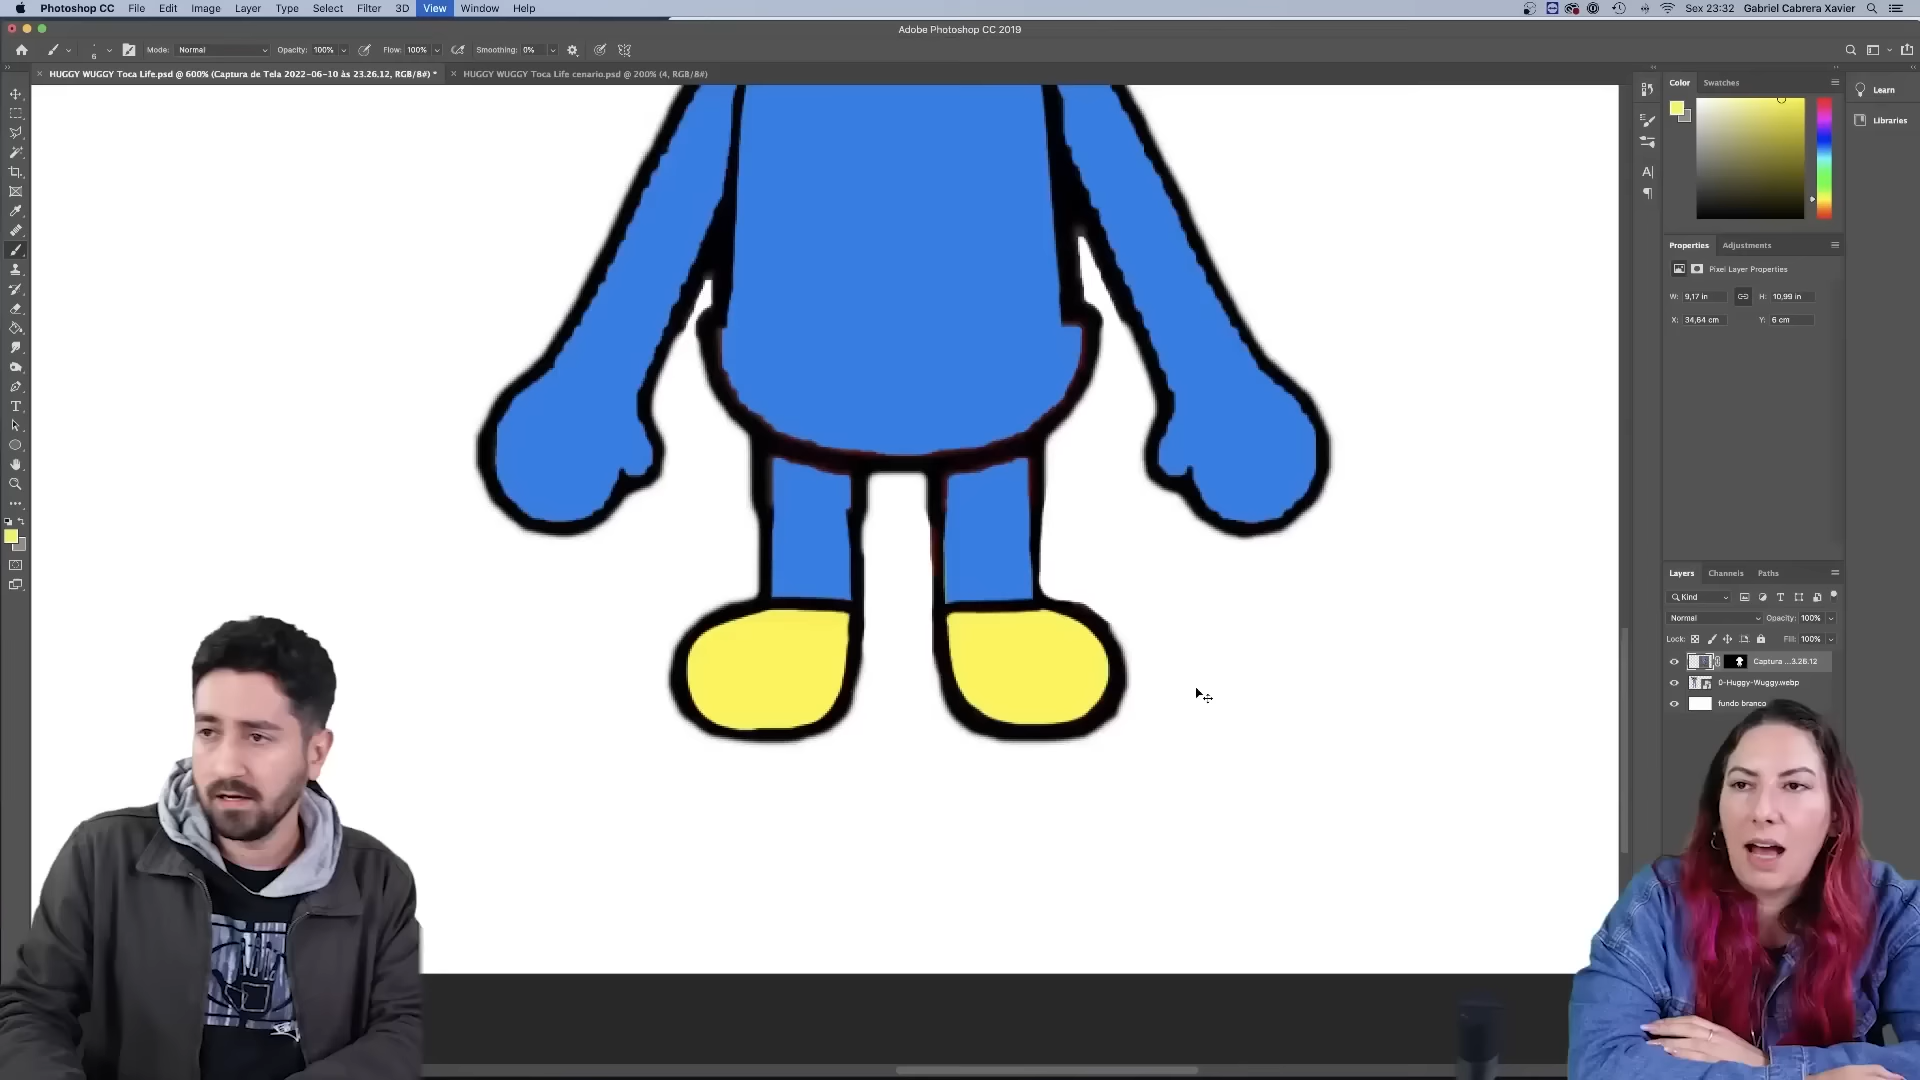 Photoshop CC File Edit Image Layer Type Select Filter 3D View Window Help Sex 23:32 Gabriel Cabrera Xavier
Adobe Photoshop CC 2019
6 Mode: Normal Opacity: 100% Flow: 100% Smoothing: 0%
× HUGGY WUGGY Toca Life.psd @ 600% (Captura de Tela 2022-06-10 às 23.26.12, RGB/8#) * × HUGGY WUGGY Toca Life cenario.psd @ 200% (4, RGB/8#)
Color Swatches
Learn
Libraries
Properties Adjustments
Pixel Layer Properties
W: 9,17 in H: 10,99 in
X: 34,64 cm Y: 6 cm
Layers Channels Paths
Kind
Normal Opacity: 100%
Lock: Fill: 100%
Captura ...3.26.12
0-Huggy-Wuggy.webp
fundo branco